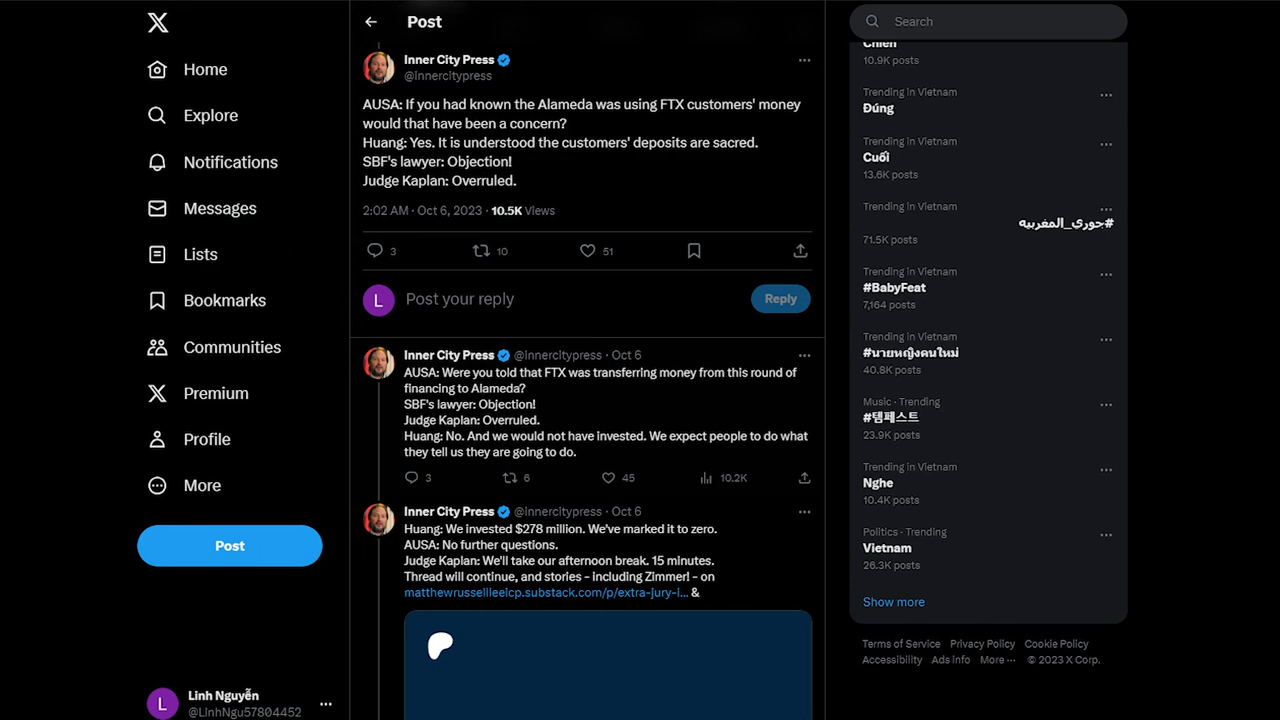 Home
Explore
Notifications
Messages
Lists
Bookmarks
Communities
Premium
Profile
More
Post
Linh Nguyễn
@LinhNgu57804452
Post
Inner City Press
@innercitypress
AUSA: If you had known the Alameda was using FTX customers' money
would that have been a concern?
Huang: Yes. It is understood the customers' deposits are sacred.
SBF's lawyer: Objection!
Judge Kaplan: Overruled.
2:02 AM · Oct 6, 2023 · 10.5K Views
3 10 51
L Post your reply Reply
Inner City Press @innercitypress · Oct 6
AUSA: Were you told that FTX was transferring money from this round of
financing to Alameda?
SBF's lawyer: Objection!
Judge Kaplan: Overruled.
Huang: No. And we would not have invested. We expect people to do what
they tell us they are going to do.
3 6 45 10.2K
Inner City Press @innercitypress · Oct 6
Huang: We invested $278 million. We've marked it to zero.
AUSA: No further questions.
Judge Kaplan: We'll take our afternoon break. 15 minutes.
Thread will continue, and stories - including Zimmer! - on
matthewrussellleeicp.substack.com/p/extra-jury-l... &
Search
10.9K posts
Trending in Vietnam
Đúng
Trending in Vietnam
Cuối
13.6K posts
Trending in Vietnam
#جوري_المغربيه
71.5K posts
Trending in Vietnam
#BabyFeat
7,164 posts
Trending in Vietnam
#นายหญิงคนใหม่
40.8K posts
Music · Trending
#템페스트
23.9K posts
Trending in Vietnam
Nghe
10.4K posts
Politics · Trending
Vietnam
26.3K posts
Show more
Terms of Service Privacy Policy Cookie Policy
Accessibility Ads info More ··· © 2023 X Corp.